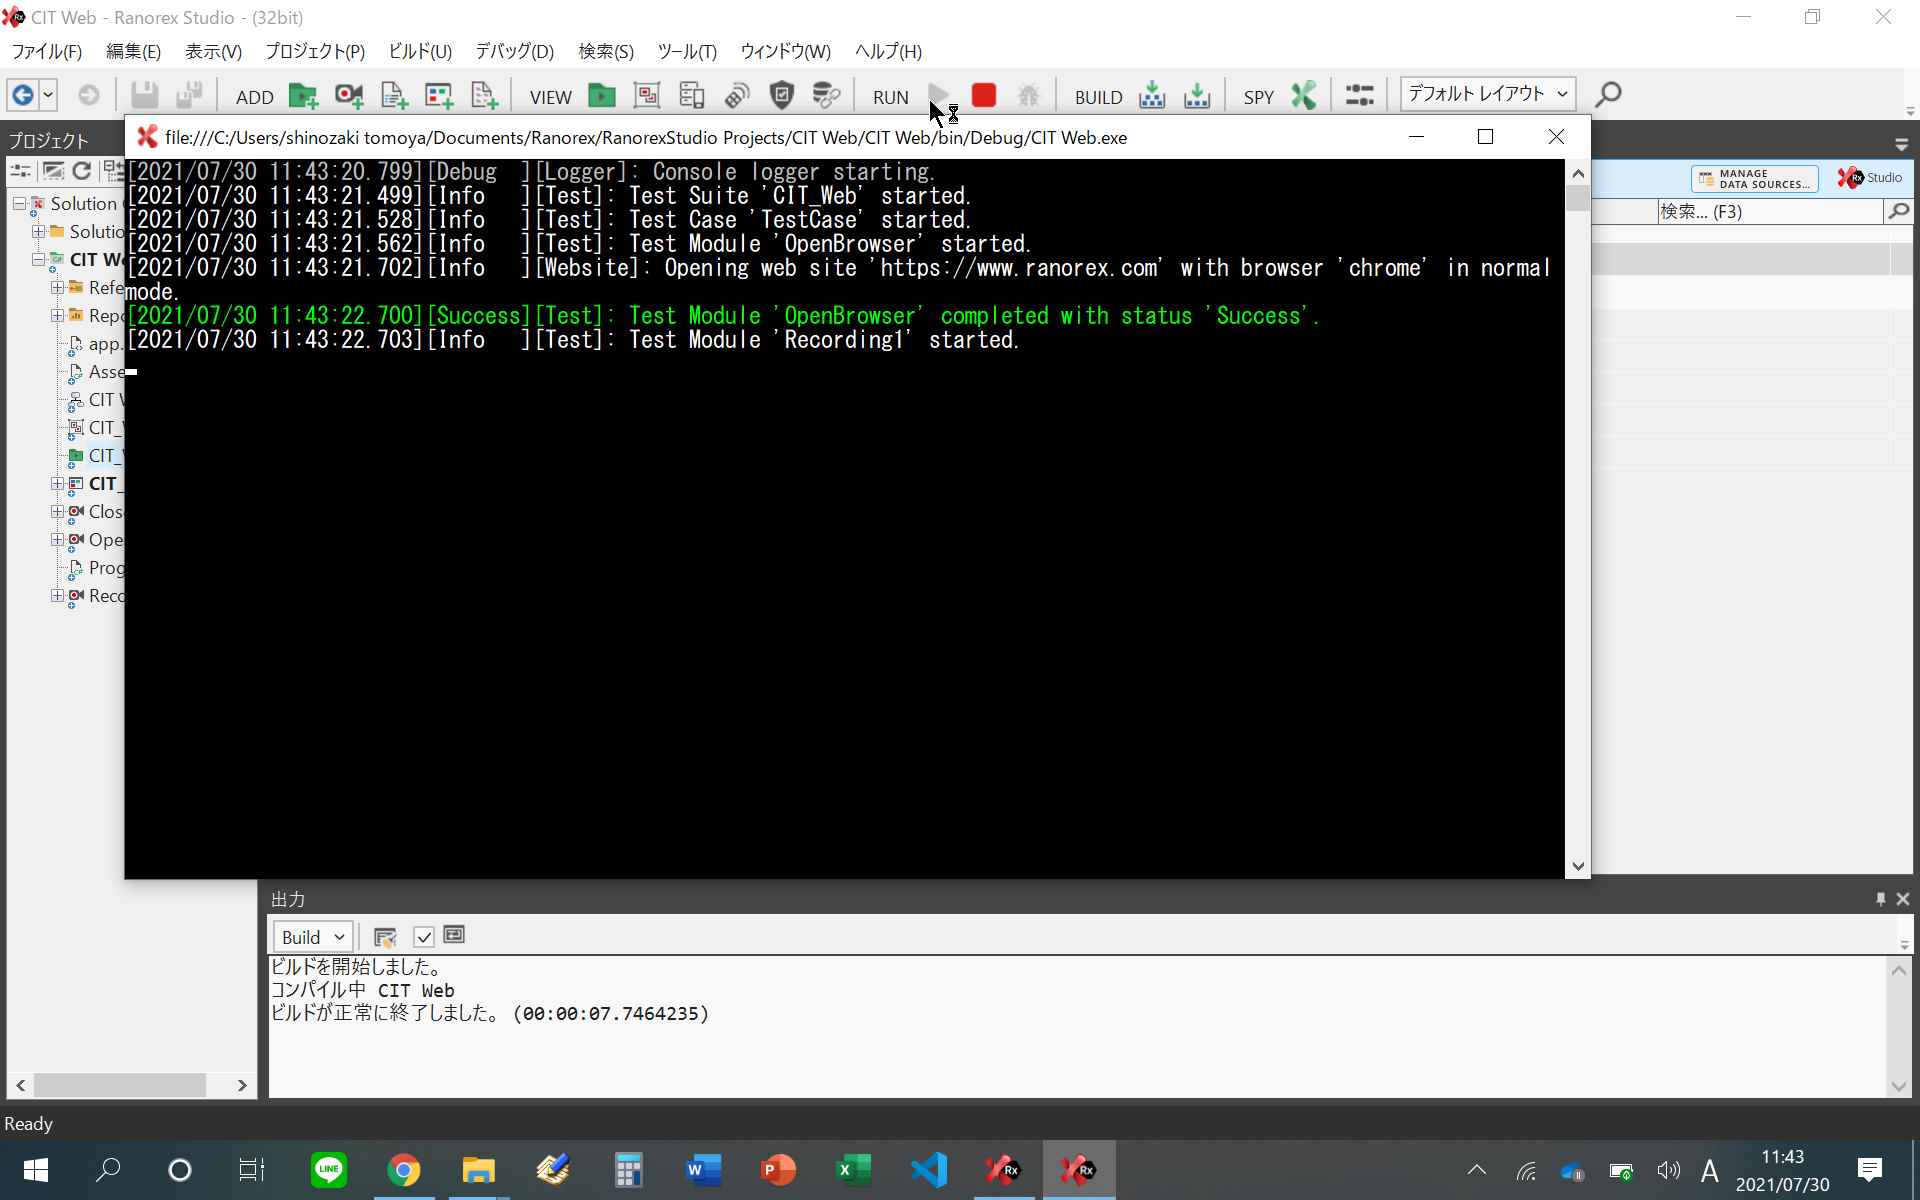 CIT Web - Ranorex Studio - (32bit)
ファイル(F) 編集(E) 表示(V) プロジェクト(P) ビルド(U) デバッグ(D) 検索(S) ツール(T) ウィンドウ(W) ヘルプ(H)
ADD VIEW RUN BUILD SPY デフォルト レイアウト
プロジェクト
file:///C:/Users/shinozaki tomoya/Documents/Ranorex/RanorexStudio Projects/CIT Web/CIT Web/bin/Debug/CIT Web.exe
[2021/07/30 11:43:20.799][Debug  ][Logger]: Console logger starting.
[2021/07/30 11:43:21.499][Info   ][Test]: Test Suite 'CIT_Web' started.
[2021/07/30 11:43:21.528][Info   ][Test]: Test Case 'TestCase' started.
[2021/07/30 11:43:21.562][Info   ][Test]: Test Module 'OpenBrowser' started.
[2021/07/30 11:43:21.702][Info   ][Website]: Opening web site 'https://www.ranorex.com' with browser 'chrome' in normal
mode.
[2021/07/30 11:43:22.700][Success][Test]: Test Module 'OpenBrowser' completed with status 'Success'.
[2021/07/30 11:43:22.703][Info   ][Test]: Test Module 'Recording1' started.
MANAGE
DATA SOURCES...
Studio
検索... (F3)
Solution
Solutio
CIT We
Refe
Repo
app.
Asse
CIT W
CIT_W
CIT_W
CIT_
Clos
Ope
Prog
Reco
出力
Build
ビルドを開始しました。
コンパイル中 CIT Web
ビルドが正常に終了しました。 (00:00:07.7464235)
Ready
LINE
W
P
X
Rx
Rx
A
11:43
2021/07/30